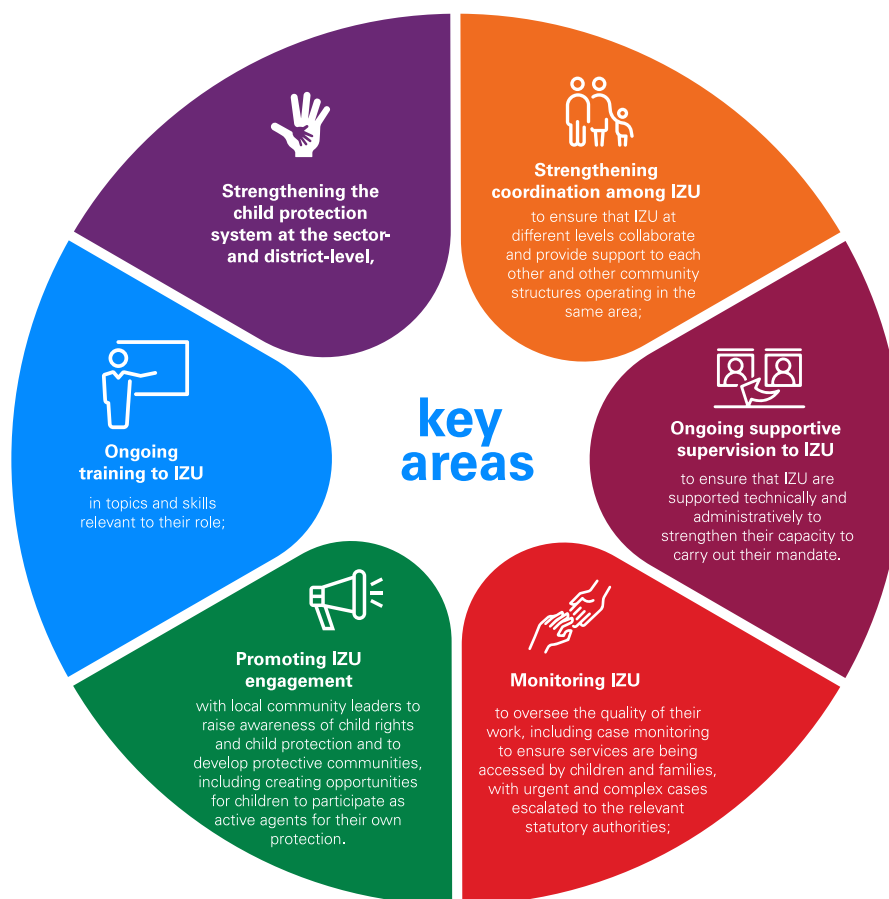 Strengthening the
child protection
system at the sector-
and district-level,
Strengthening
coordination among IZU
to ensure that IZU at
different levels collaborate
and provide support to each
other and other community
structures operating in the
same area;
Ongoing supportive
supervision to IZU
to ensure that IZU are
supported technically and
administratively to
strengthen their capacity to
carry out their mandate.
Monitoring IZU
to oversee the quality of their
work, including case monitoring
to ensure services are being
accessed by children and families,
with urgent and complex cases
escalated to the relevant
statutory authorities;
Promoting IZU
engagement
with local community leaders to
raise awareness of child rights
and child protection and to
develop protective communities,
including creating opportunities
for children to participate as
active agents for their own
protection.
Ongoing
training to IZU
in topics and skills
relevant to their role;
key
areas